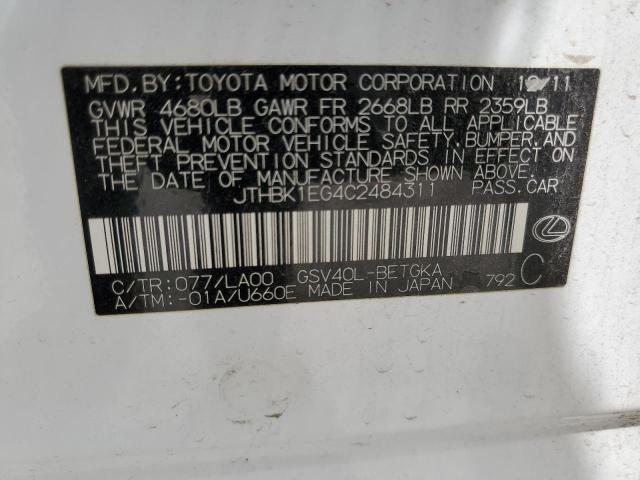 MFD.BY:TOYOTA MOTOR CORPORATION 12/11
GVWR 4680LB GAWR FR 2668LB RR 2359LB
THIS VEHICLE CONFORMS TO ALL APPLICABLE
FEDERAL MOTOR VEHICLE SAFETY,BUMPER,AND
THEFT PREVENTION STANDARDS IN EFFECT ON
THE DATE OF MANUFACTURE SHOWN ABOVE.
JTHBK1EG4C2484311 PASS.CAR
C/TR:077/LA00 GSV40L-BETGKA 792 C
A/TM:-01A/U660E MADE IN JAPAN